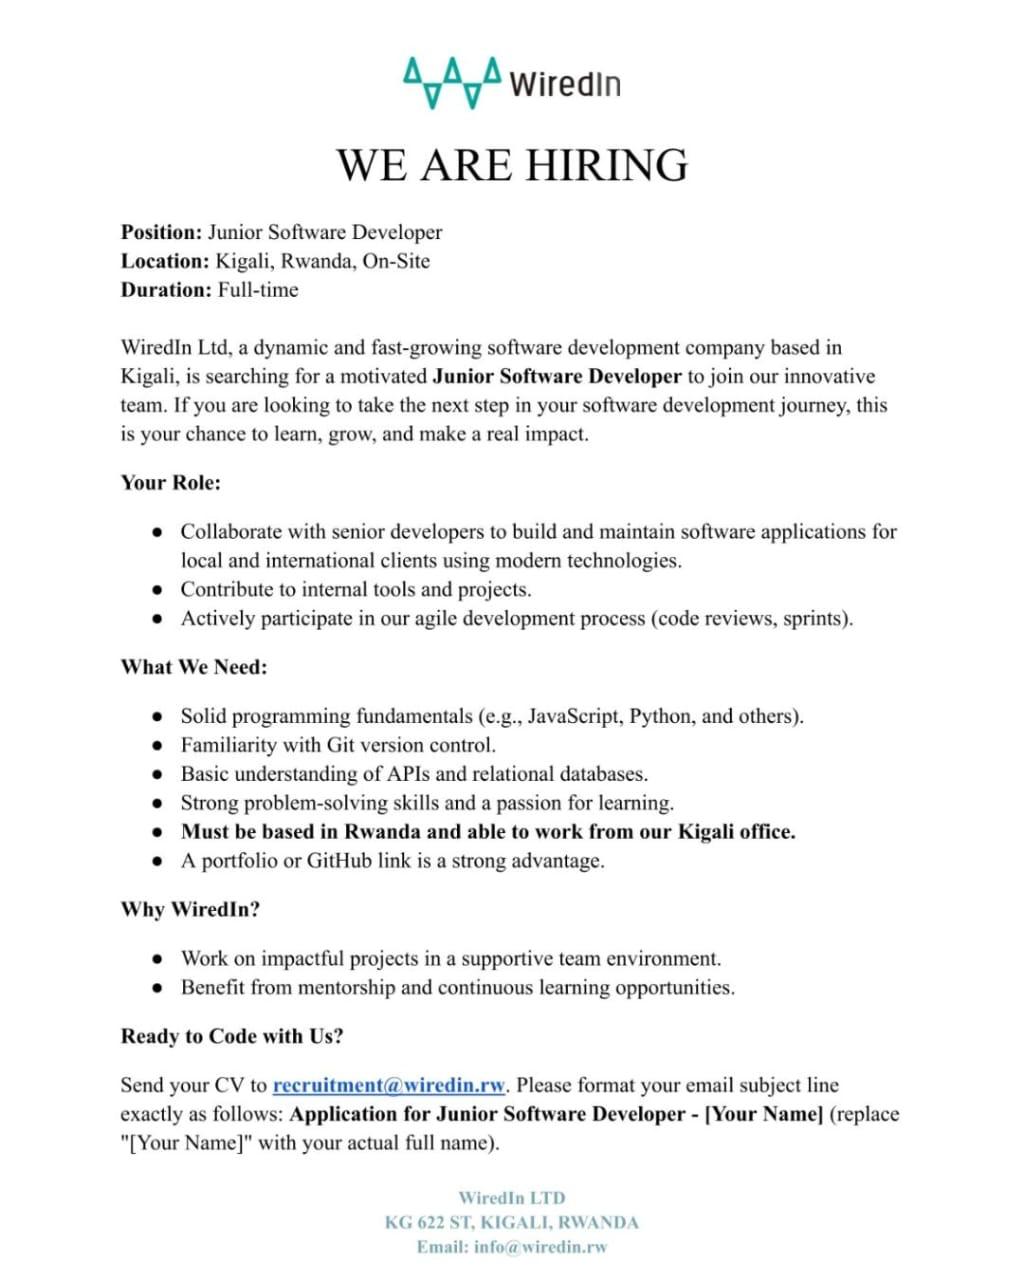 WiredIn
WE ARE HIRING
Position: Junior Software Developer
Location: Kigali, Rwanda, On-Site
Duration: Full-time
WiredIn Ltd, a dynamic and fast-growing software development company based in
Kigali, is searching for a motivated Junior Software Developer to join our innovative
team. If you are looking to take the next step in your software development journey, this
is your chance to learn, grow, and make a real impact.
Your Role:
● Collaborate with senior developers to build and maintain software applications for
local and international clients using modern technologies.
● Contribute to internal tools and projects.
● Actively participate in our agile development process (code reviews, sprints).
What We Need:
● Solid programming fundamentals (e.g., JavaScript, Python, and others).
● Familiarity with Git version control.
● Basic understanding of APIs and relational databases.
● Strong problem-solving skills and a passion for learning.
● Must be based in Rwanda and able to work from our Kigali office.
● A portfolio or GitHub link is a strong advantage.
Why WiredIn?
● Work on impactful projects in a supportive team environment.
● Benefit from mentorship and continuous learning opportunities.
Ready to Code with Us?
Send your CV to recruitment@wiredin.rw. Please format your email subject line
exactly as follows: Application for Junior Software Developer - [Your Name] (replace
"[Your Name]" with your actual full name).
WiredIn LTD
KG 622 ST, KIGALI, RWANDA
Email: info@wiredin.rw